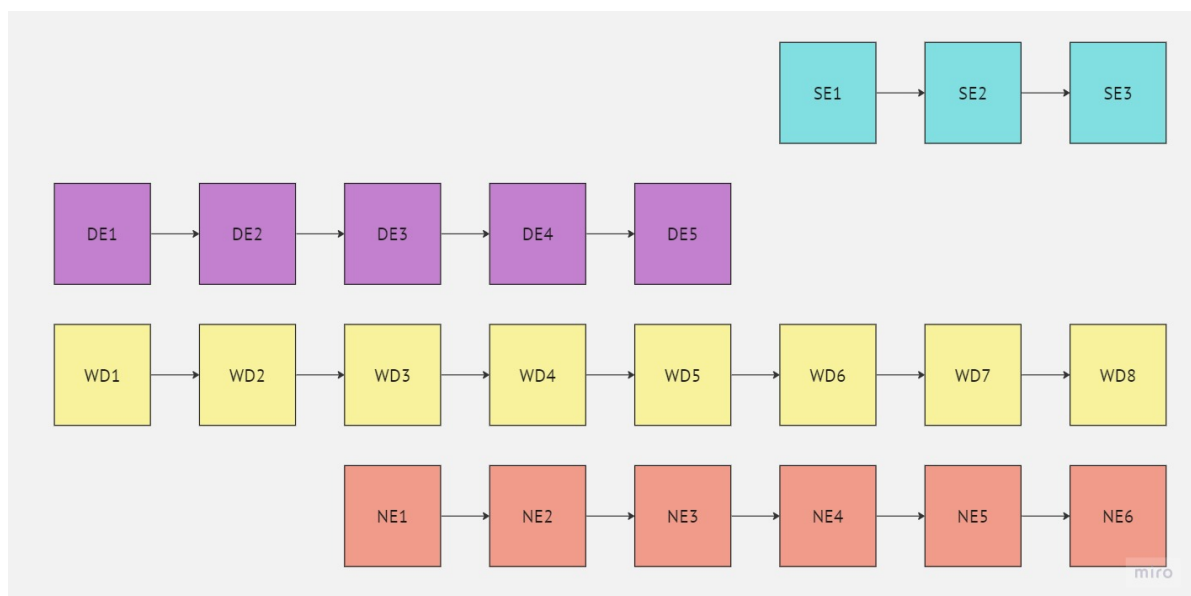 SE1 SE2 SE3
DE1 DE2 DE3 DE4 DE5
WD1 WD2 WD3 WD4 WD5 WD6 WD7 WD8
NE1 NE2 NE3 NE4 NE5 NE6
miro